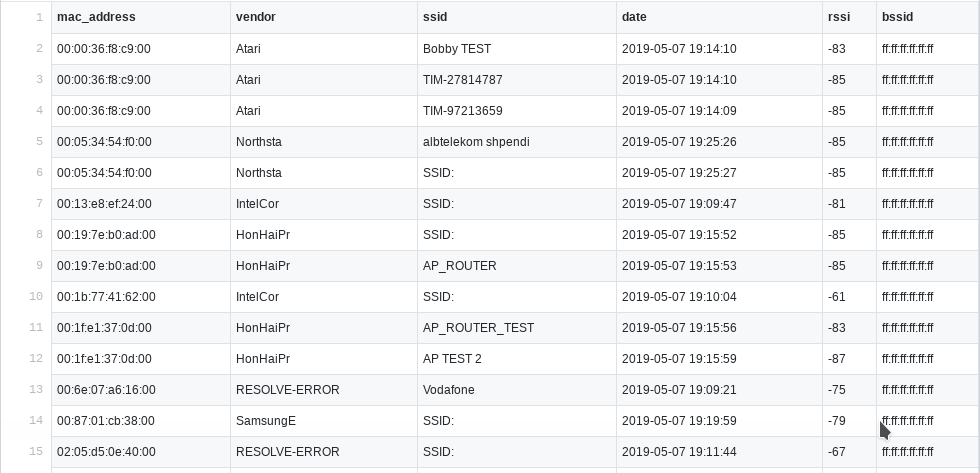 1 mac_address vendor ssid date rssi bssid
2 00:00:36:f8:c9:00 Atari Bobby TEST 2019-05-07 19:14:10 -83 ff:ff:ff:ff:ff:ff
3 00:00:36:f8:c9:00 Atari TIM-27814787 2019-05-07 19:14:10 -85 ff:ff:ff:ff:ff:ff
4 00:00:36:f8:c9:00 Atari TIM-97213659 2019-05-07 19:14:09 -85 ff:ff:ff:ff:ff:ff
5 00:05:34:54:f0:00 Northsta albtelekom shpendi 2019-05-07 19:25:26 -85 ff:ff:ff:ff:ff:ff
6 00:05:34:54:f0:00 Northsta SSID: 2019-05-07 19:25:27 -85 ff:ff:ff:ff:ff:ff
7 00:13:e8:ef:24:00 IntelCor SSID: 2019-05-07 19:09:47 -81 ff:ff:ff:ff:ff:ff
8 00:19:7e:b0:ad:00 HonHaiPr SSID: 2019-05-07 19:15:52 -85 ff:ff:ff:ff:ff:ff
9 00:19:7e:b0:ad:00 HonHaiPr AP_ROUTER 2019-05-07 19:15:53 -85 ff:ff:ff:ff:ff:ff
10 00:1b:77:41:62:00 IntelCor SSID: 2019-05-07 19:10:04 -61 ff:ff:ff:ff:ff:ff
11 00:1f:e1:37:0d:00 HonHaiPr AP_ROUTER_TEST 2019-05-07 19:15:56 -83 ff:ff:ff:ff:ff:ff
12 00:1f:e1:37:0d:00 HonHaiPr AP TEST 2 2019-05-07 19:15:59 -87 ff:ff:ff:ff:ff:ff
13 00:6e:07:a6:16:00 RESOLVE-ERROR Vodafone 2019-05-07 19:09:21 -75 ff:ff:ff:ff:ff:ff
14 00:87:01:cb:38:00 SamsungE SSID: 2019-05-07 19:19:59 -79 ff:ff:ff:ff:ff:ff
15 02:05:d5:0e:40:00 RESOLVE-ERROR SSID: 2019-05-07 19:11:44 -67 ff:ff:ff:ff:ff:ff